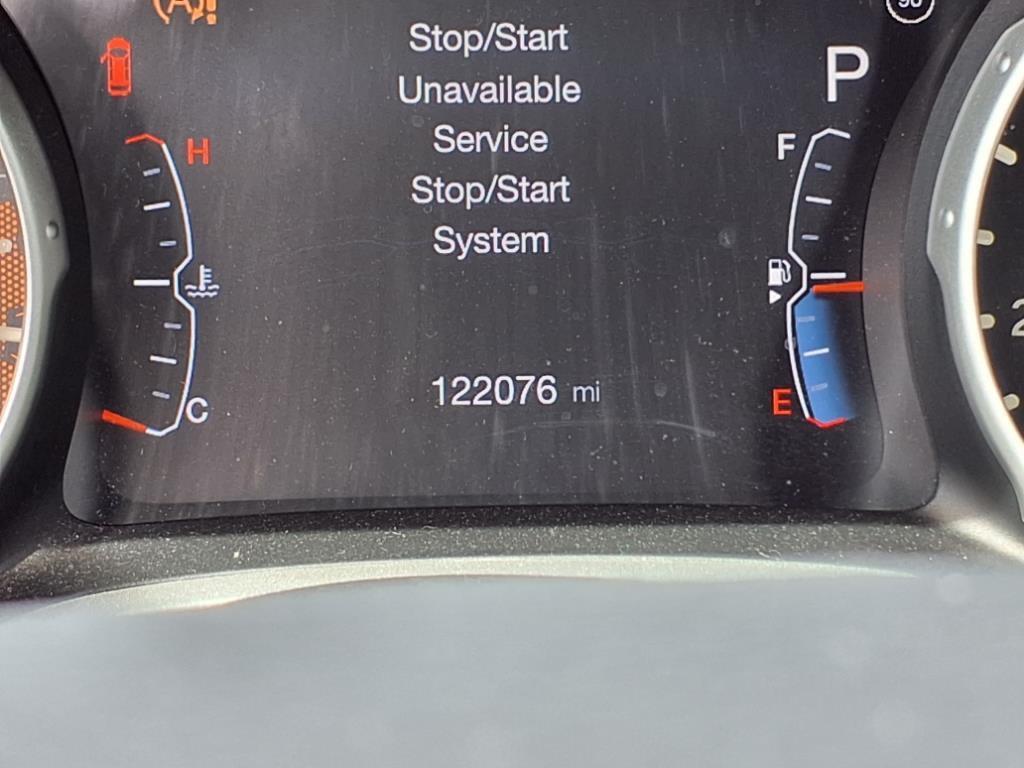 Stop/Start
Unavailable
P
H
Service
F
Stop/Start
System
122076 mi
C
E